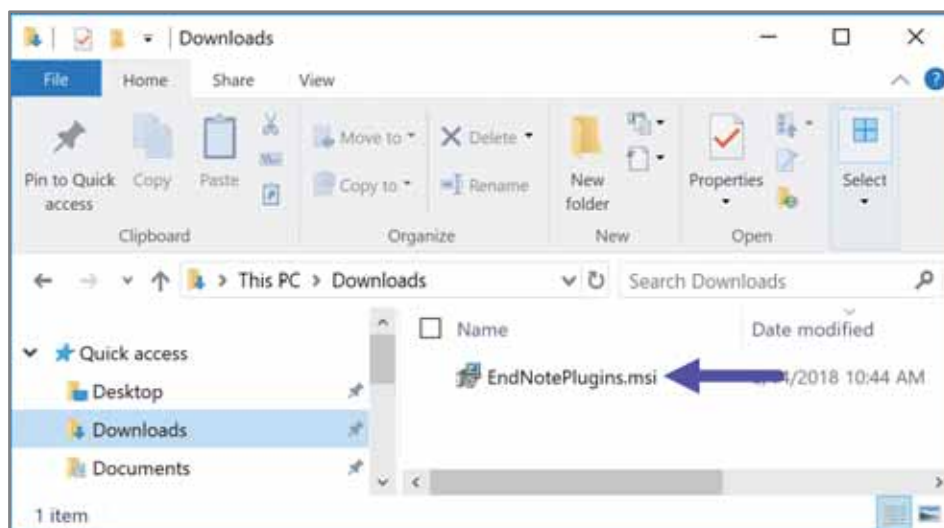 Downloads
File Home Share View
Pin to Quick access
Copy
Paste
Move to
Copy to
Delete
Rename
New folder
Properties
Select
Clipboard Organize New Open
This PC > Downloads
Search Downloads
Name Date modified
Quick access
EndNotePlugins.msi /2018 10:44 AM
Desktop
Downloads
Documents
1 item